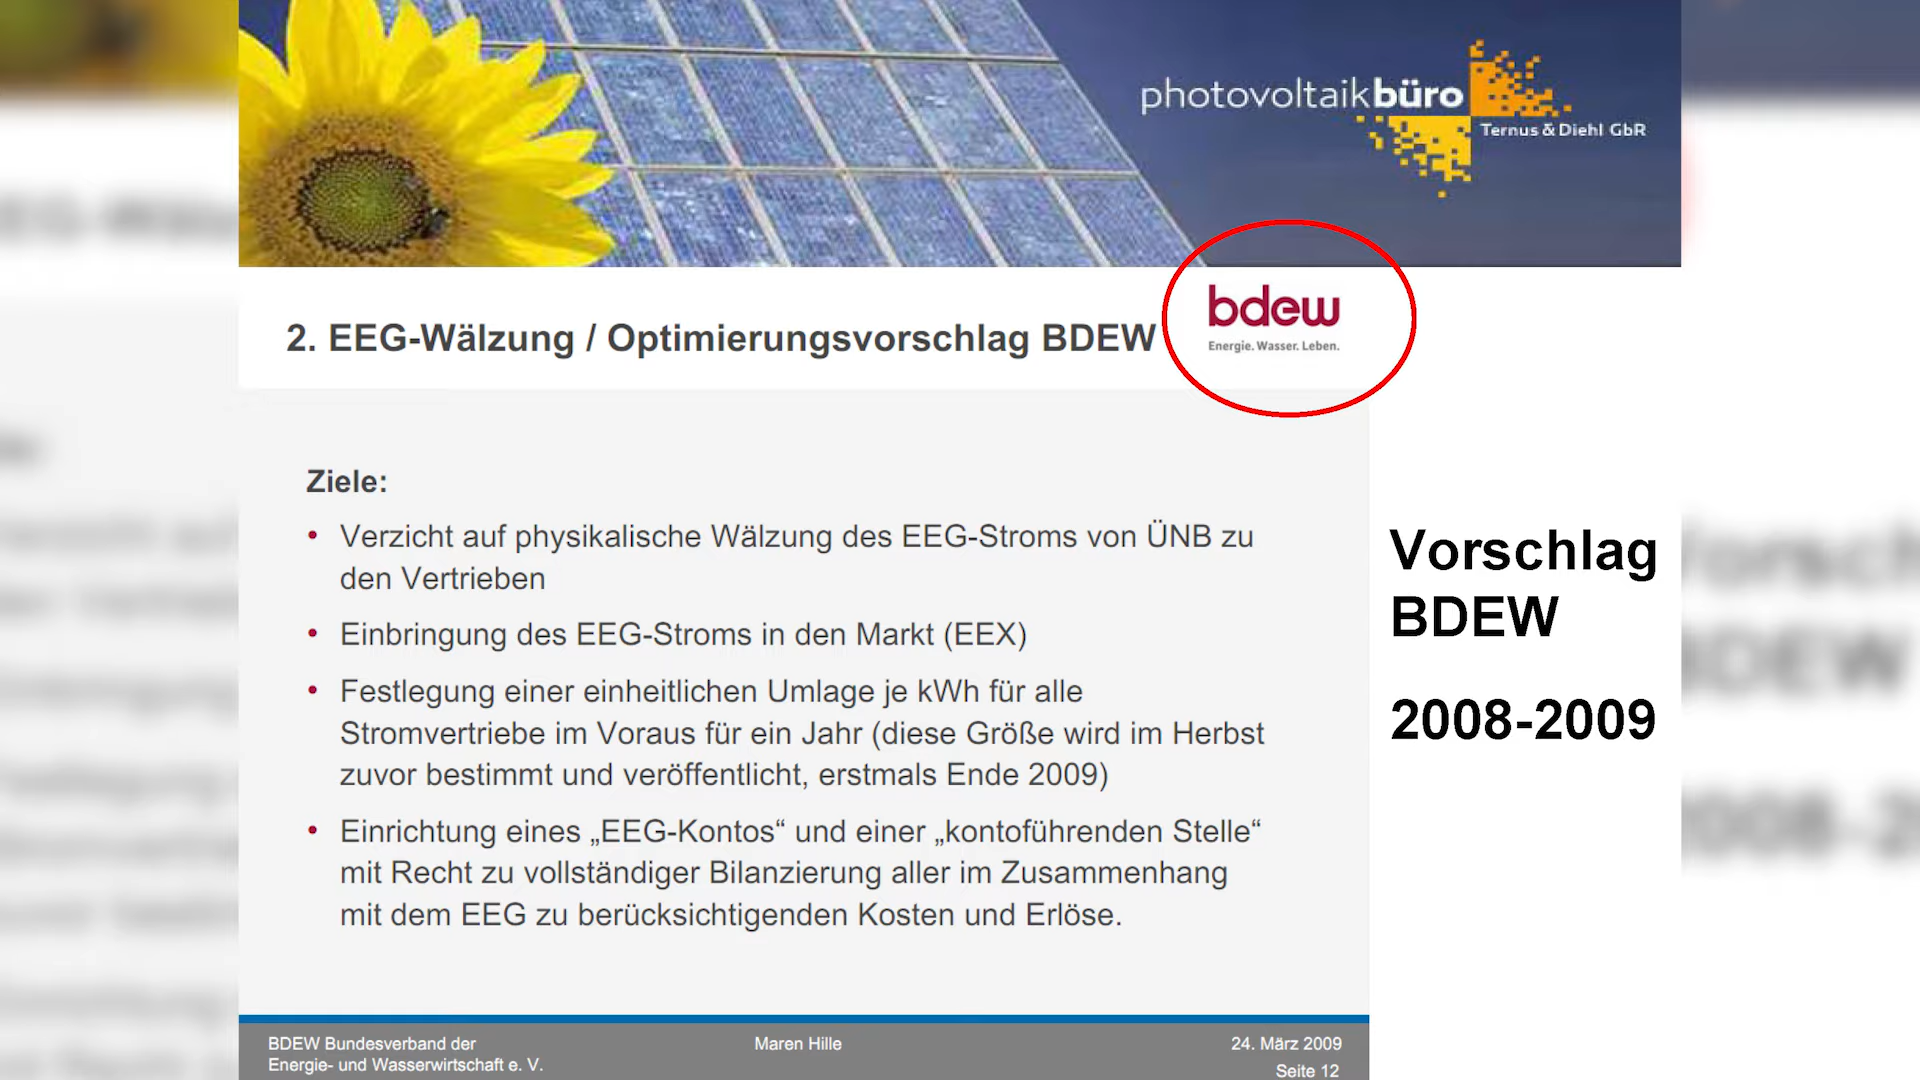 photovoltaikbüro
Ternus & Diehl GbR
2. EEG-Wälzung / Optimierungsvorschlag BDEW
bdew
Energie. Wasser. Leben.
Ziele:
• Verzicht auf physikalische Wälzung des EEG-Stroms von ÜNB zu
den Vertrieben
• Einbringung des EEG-Stroms in den Markt (EEX)
• Festlegung einer einheitlichen Umlage je kWh für alle
Stromvertriebe im Voraus für ein Jahr (diese Größe wird im Herbst
zuvor bestimmt und veröffentlicht, erstmals Ende 2009)
• Einrichtung eines „EEG-Kontos“ und einer „kontoführenden Stelle“
mit Recht zu vollständiger Bilanzierung aller im Zusammenhang
mit dem EEG zu berücksichtigenden Kosten und Erlöse.
Vorschlag
BDEW
2008-2009
BDEW Bundesverband der
Energie- und Wasserwirtschaft e. V.
Maren Hille
24. März 2009
Seite 12